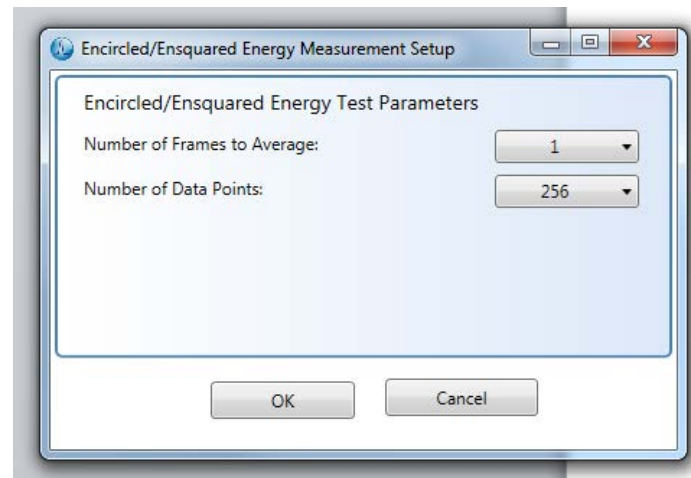 Encircled/Ensquared Energy Measurement Setup
Encircled/Ensquared Energy Test Parameters
Number of Frames to Average: 1
Number of Data Points: 256
OK Cancel